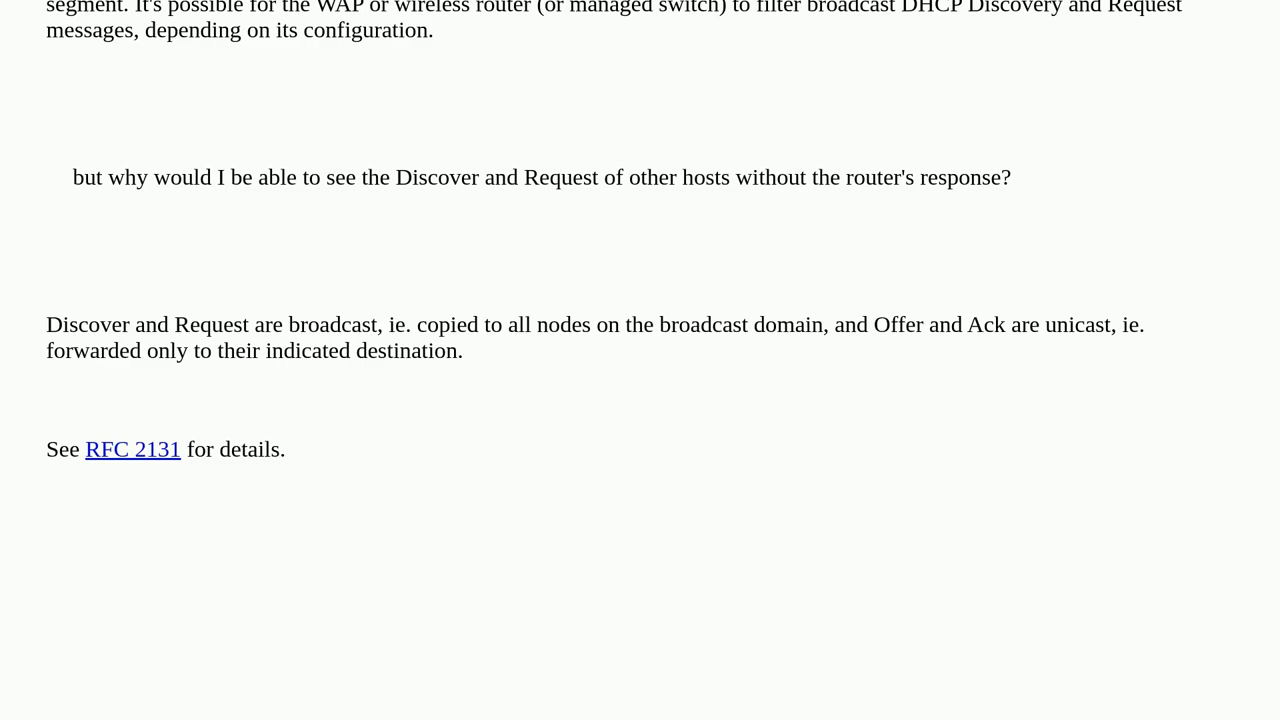 segment. It's possible for the WAP or wireless router (or managed switch) to filter broadcast DHCP Discovery and Request
messages, depending on its configuration.
but why would I be able to see the Discover and Request of other hosts without the router's response?
Discover and Request are broadcast, ie. copied to all nodes on the broadcast domain, and Offer and Ack are unicast, ie.
forwarded only to their indicated destination.
See RFC 2131 for details.